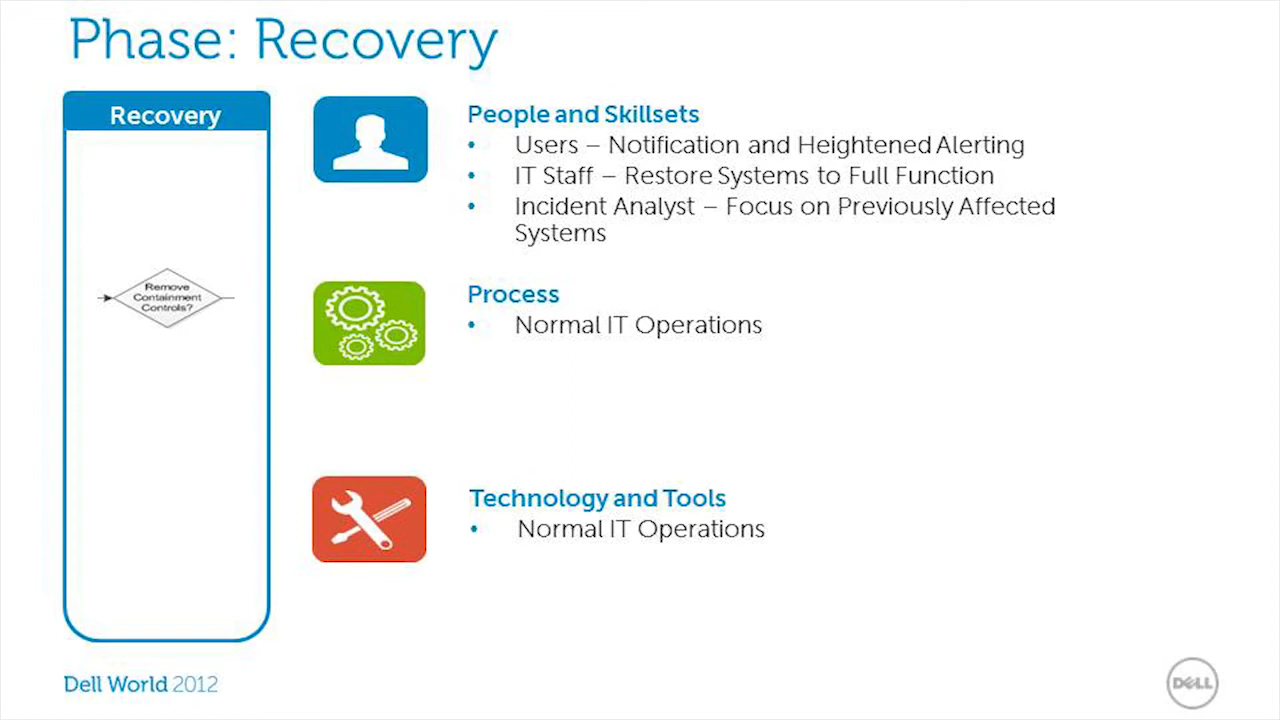 Phase: Recovery
Recovery
Remove
Containment
Controls?
People and Skillsets
• Users – Notification and Heightened Alerting
• IT Staff – Restore Systems to Full Function
• Incident Analyst – Focus on Previously Affected
Systems
Process
• Normal IT Operations
Technology and Tools
• Normal IT Operations
Dell World 2012
DELL